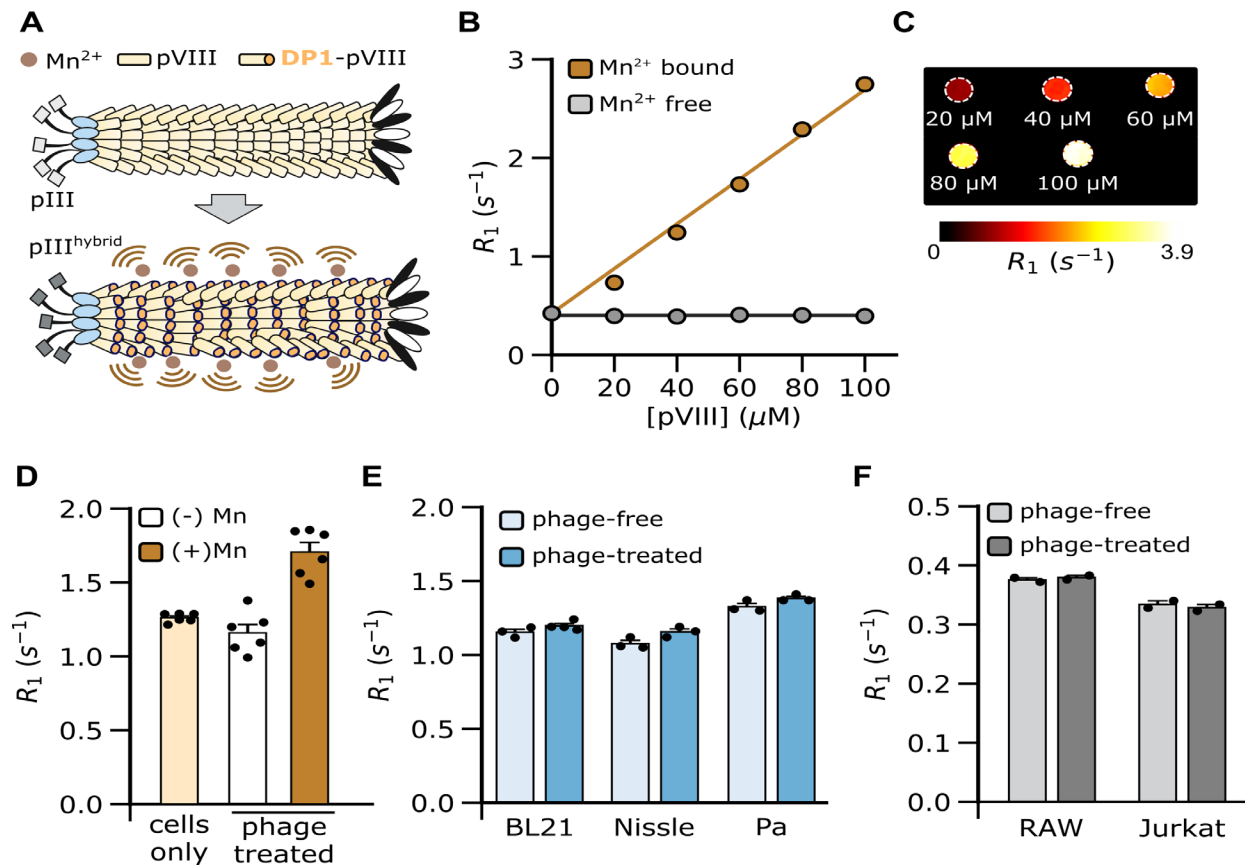 A
Mn²⁺ pVIII DP1-pVIII
pIII
pIIIʰʸᵇʳⁱᵈ
B
Mn²⁺ bound
Mn²⁺ free
R₁ (s⁻¹)
3
2
1
0
0 20 40 60 80 100
[pVIII] (μM)
C
20 μM 40 μM 60 μM
80 μM 100 μM
0 R₁ (s⁻¹) 3.9
D
(-) Mn
(+)Mn
R₁ (s⁻¹)
2.0
1.5
1.0
0.5
0.0
cells phage
only treated
E
phage-free
phage-treated
R₁ (s⁻¹)
2.0
1.5
1.0
0.5
0.0
BL21 Nissle Pa
F
phage-free
phage-treated
R₁ (s⁻¹)
0.5
0.4
0.3
0.2
0.1
0.0
RAW Jurkat